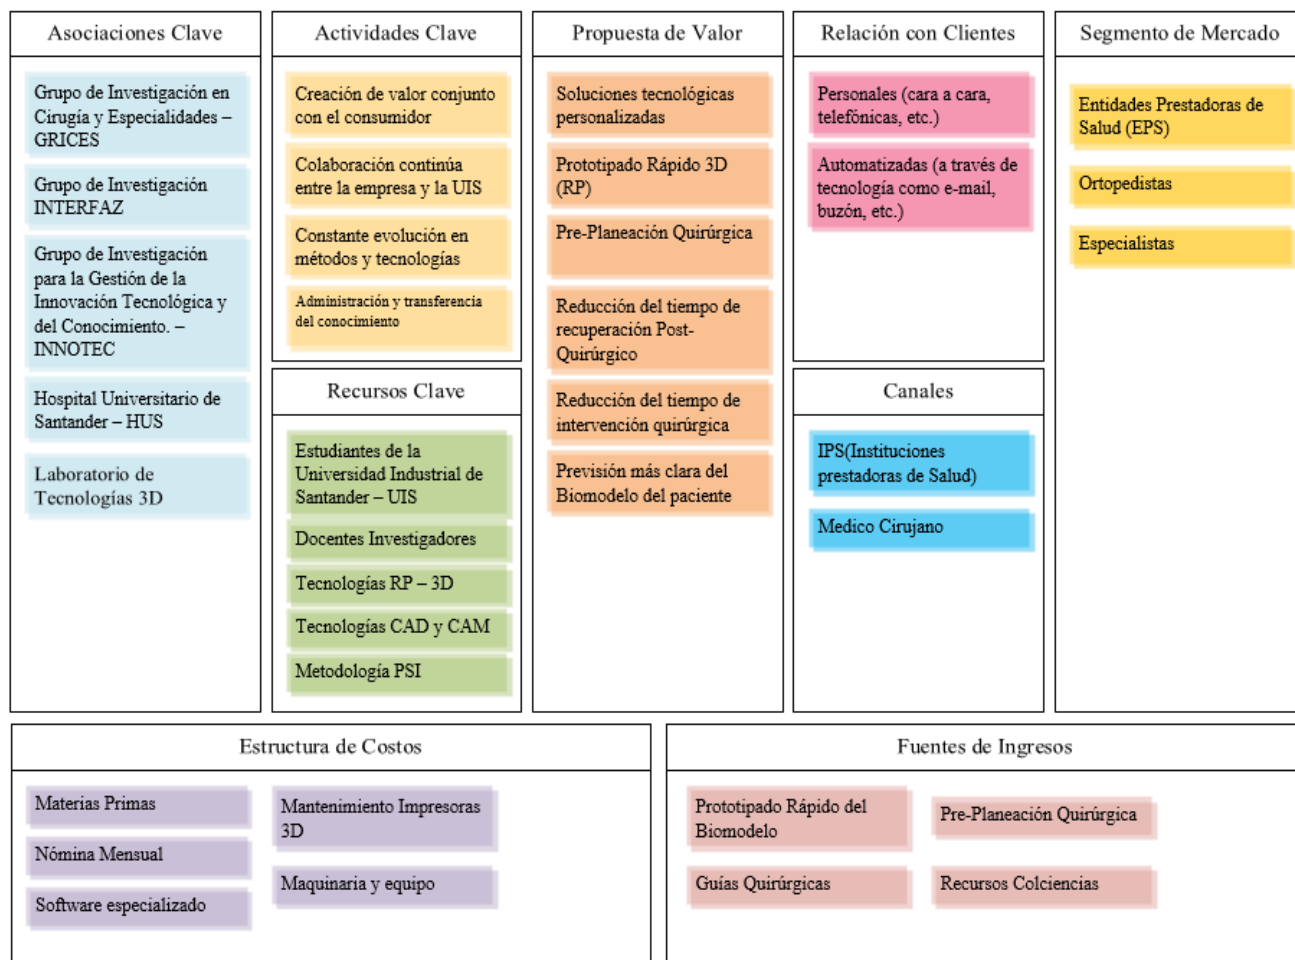 Asociaciones Clave
Grupo de Investigación en
Cirugía y Especialidades –
GRICES
Grupo de Investigación
INTERFAZ
Grupo de Investigación
para la Gestión de la
Innovación Tecnológica y
del Conocimiento. –
INNOTEC
Hospital Universitario de
Santander – HUS
Laboratorio de
Tecnologías 3D
Actividades Clave
Creación de valor conjunto
con el consumidor
Colaboración continúa
entre la empresa y la UIS
Constante evolución en
métodos y tecnologías
Administración y transferencia
del conocimiento
Recursos Clave
Estudiantes de la
Universidad Industrial de
Santander – UIS
Docentes Investigadores
Tecnologías RP – 3D
Tecnologías CAD y CAM
Metodología PSI
Propuesta de Valor
Soluciones tecnológicas
personalizadas
Prototipado Rápido 3D
(RP)
Pre-Planeación Quirúrgica
Reducción del tiempo de
recuperación Post-
Quirúrgico
Reducción del tiempo de
intervención quirúrgica
Previsión más clara del
Biomodelo del paciente
Relación con Clientes
Personales (cara a cara,
telefónicas, etc.)
Automatizadas (a través de
tecnología como e-mail,
buzón, etc.)
Canales
IPS(Instituciones
prestadoras de Salud)
Medico Cirujano
Segmento de Mercado
Entidades Prestadoras de
Salud (EPS)
Ortopedistas
Especialistas
Estructura de Costos
Materias Primas
Nómina Mensual
Software especializado
Mantenimiento Impresoras
3D
Maquinaria y equipo
Fuentes de Ingresos
Prototipado Rápido del
Biomodelo
Guías Quirúrgicas
Pre-Planeación Quirúrgica
Recursos Colciencias